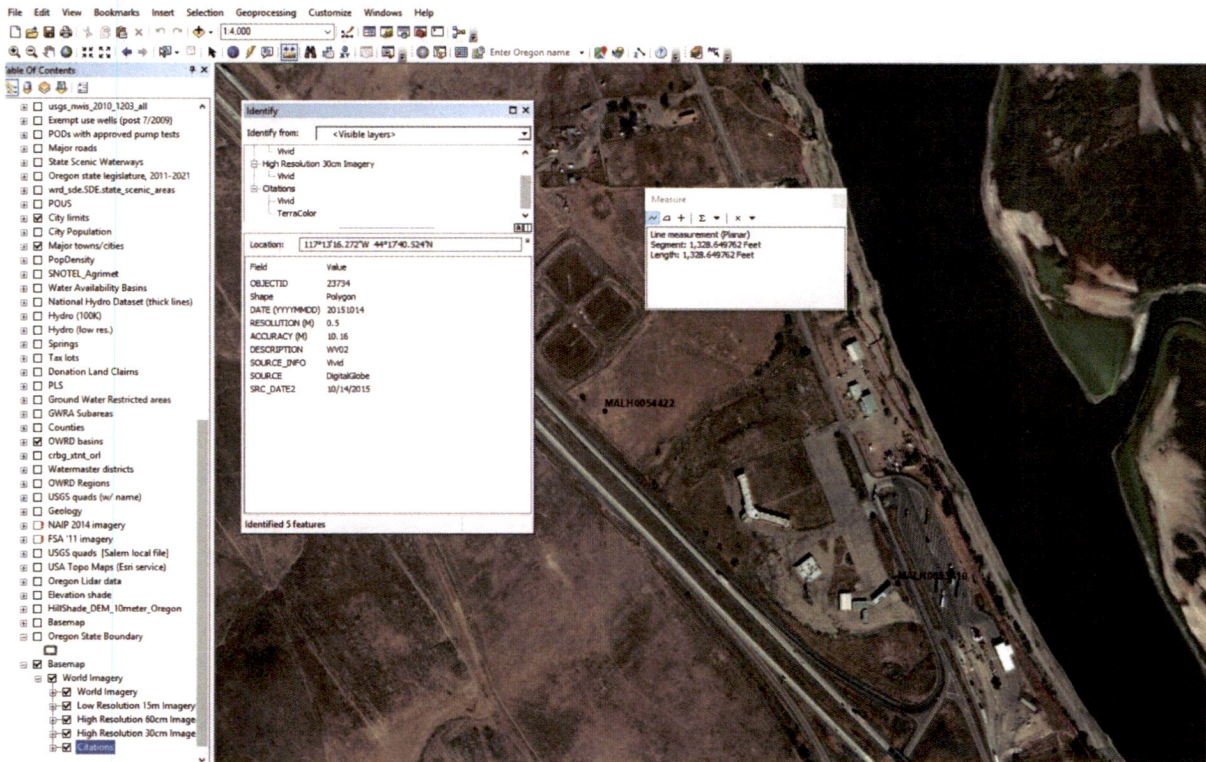 File Edit View Bookmarks Insert Selection Geoprocessing Customize Windows Help
1:4,000
Enter Oregon name
able Of Contents
usgs_nwis_2010_1203_all
Exempt use wells (post 7/2009)
PODs with approved pump tests
Major roads
State Scenic Waterways
Oregon state legislature, 2011-2021
wrd_sde.SDE.state_scenic_areas
POUS
City limits
City Population
Major towns/cities
PopDensity
SNOTEL_Agrimet
Water Availability Basins
National Hydro Dataset (thick lines)
Hydro (100K)
Hydro (low res.)
Springs
Tax lots
Donation Land Claims
PLS
Ground Water Restricted areas
GWRA Subareas
Counties
OWRD basins
crbg_xtnt_orl
Watermaster districts
OWRD Regions
USGS quads (w/ name)
Geology
NAIP 2014 imagery
FSA '11 imagery
USGS quads [Salem local file]
USA Topo Maps (Esri service)
Oregon Lidar data
Elevation shade
HillShade_DEM_10meter_Oregon
Basemap
Oregon State Boundary
Basemap
World Imagery
World Imagery
Low Resolution 15m Imagery
High Resolution 60cm Image
High Resolution 30cm Image
Citations
Identify
Identify from: <Visible layers>
Vivid
High Resolution 30cm Imagery
Vivid
Citations
Vivid
TerraColor
Location: 117°13'16.272"W 44°17'40.524"N
Field Value
OBJECTID 23734
Shape Polygon
DATE (YYYYMMDD) 20151014
RESOLUTION (M) 0.5
ACCURACY (M) 10.16
DESCRIPTION WV02
SOURCE_INFO Vivid
SOURCE DigitalGlobe
SRC_DATE2 10/14/2015
Identified 5 features
Measure
Line measurement (Planar)
Segment: 1,328.649762 Feet
Length: 1,328.649762 Feet
MALH0054422